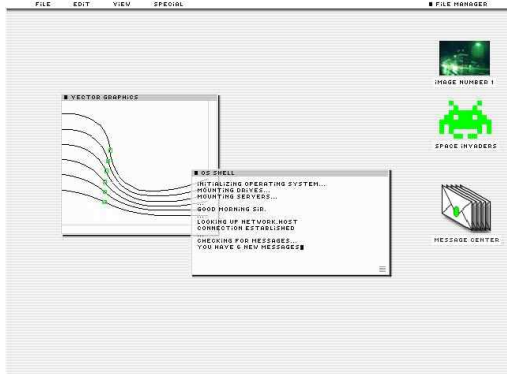 FiLE EDiT ViEW SPECiAL
FiLE MANAGER
iMAGE NUMBER 1
SPACE iNVADERS
MESSAGE CENTER
VECTOR GRAPHiCS
OS SHELL
iNiTiALiZiNG OPERATiNG SYSTEM...
MOUNTiNG DRiVES...
MOUNTiNG SERVERS...
GOOD MORNiNG SiR.
LOOKiNG UP NETWORK.HOST
CONNECTiON ESTABLiSHED
CHECKiNG FOR MESSAGES...
YOU HAVE 6 NEW MESSAGES